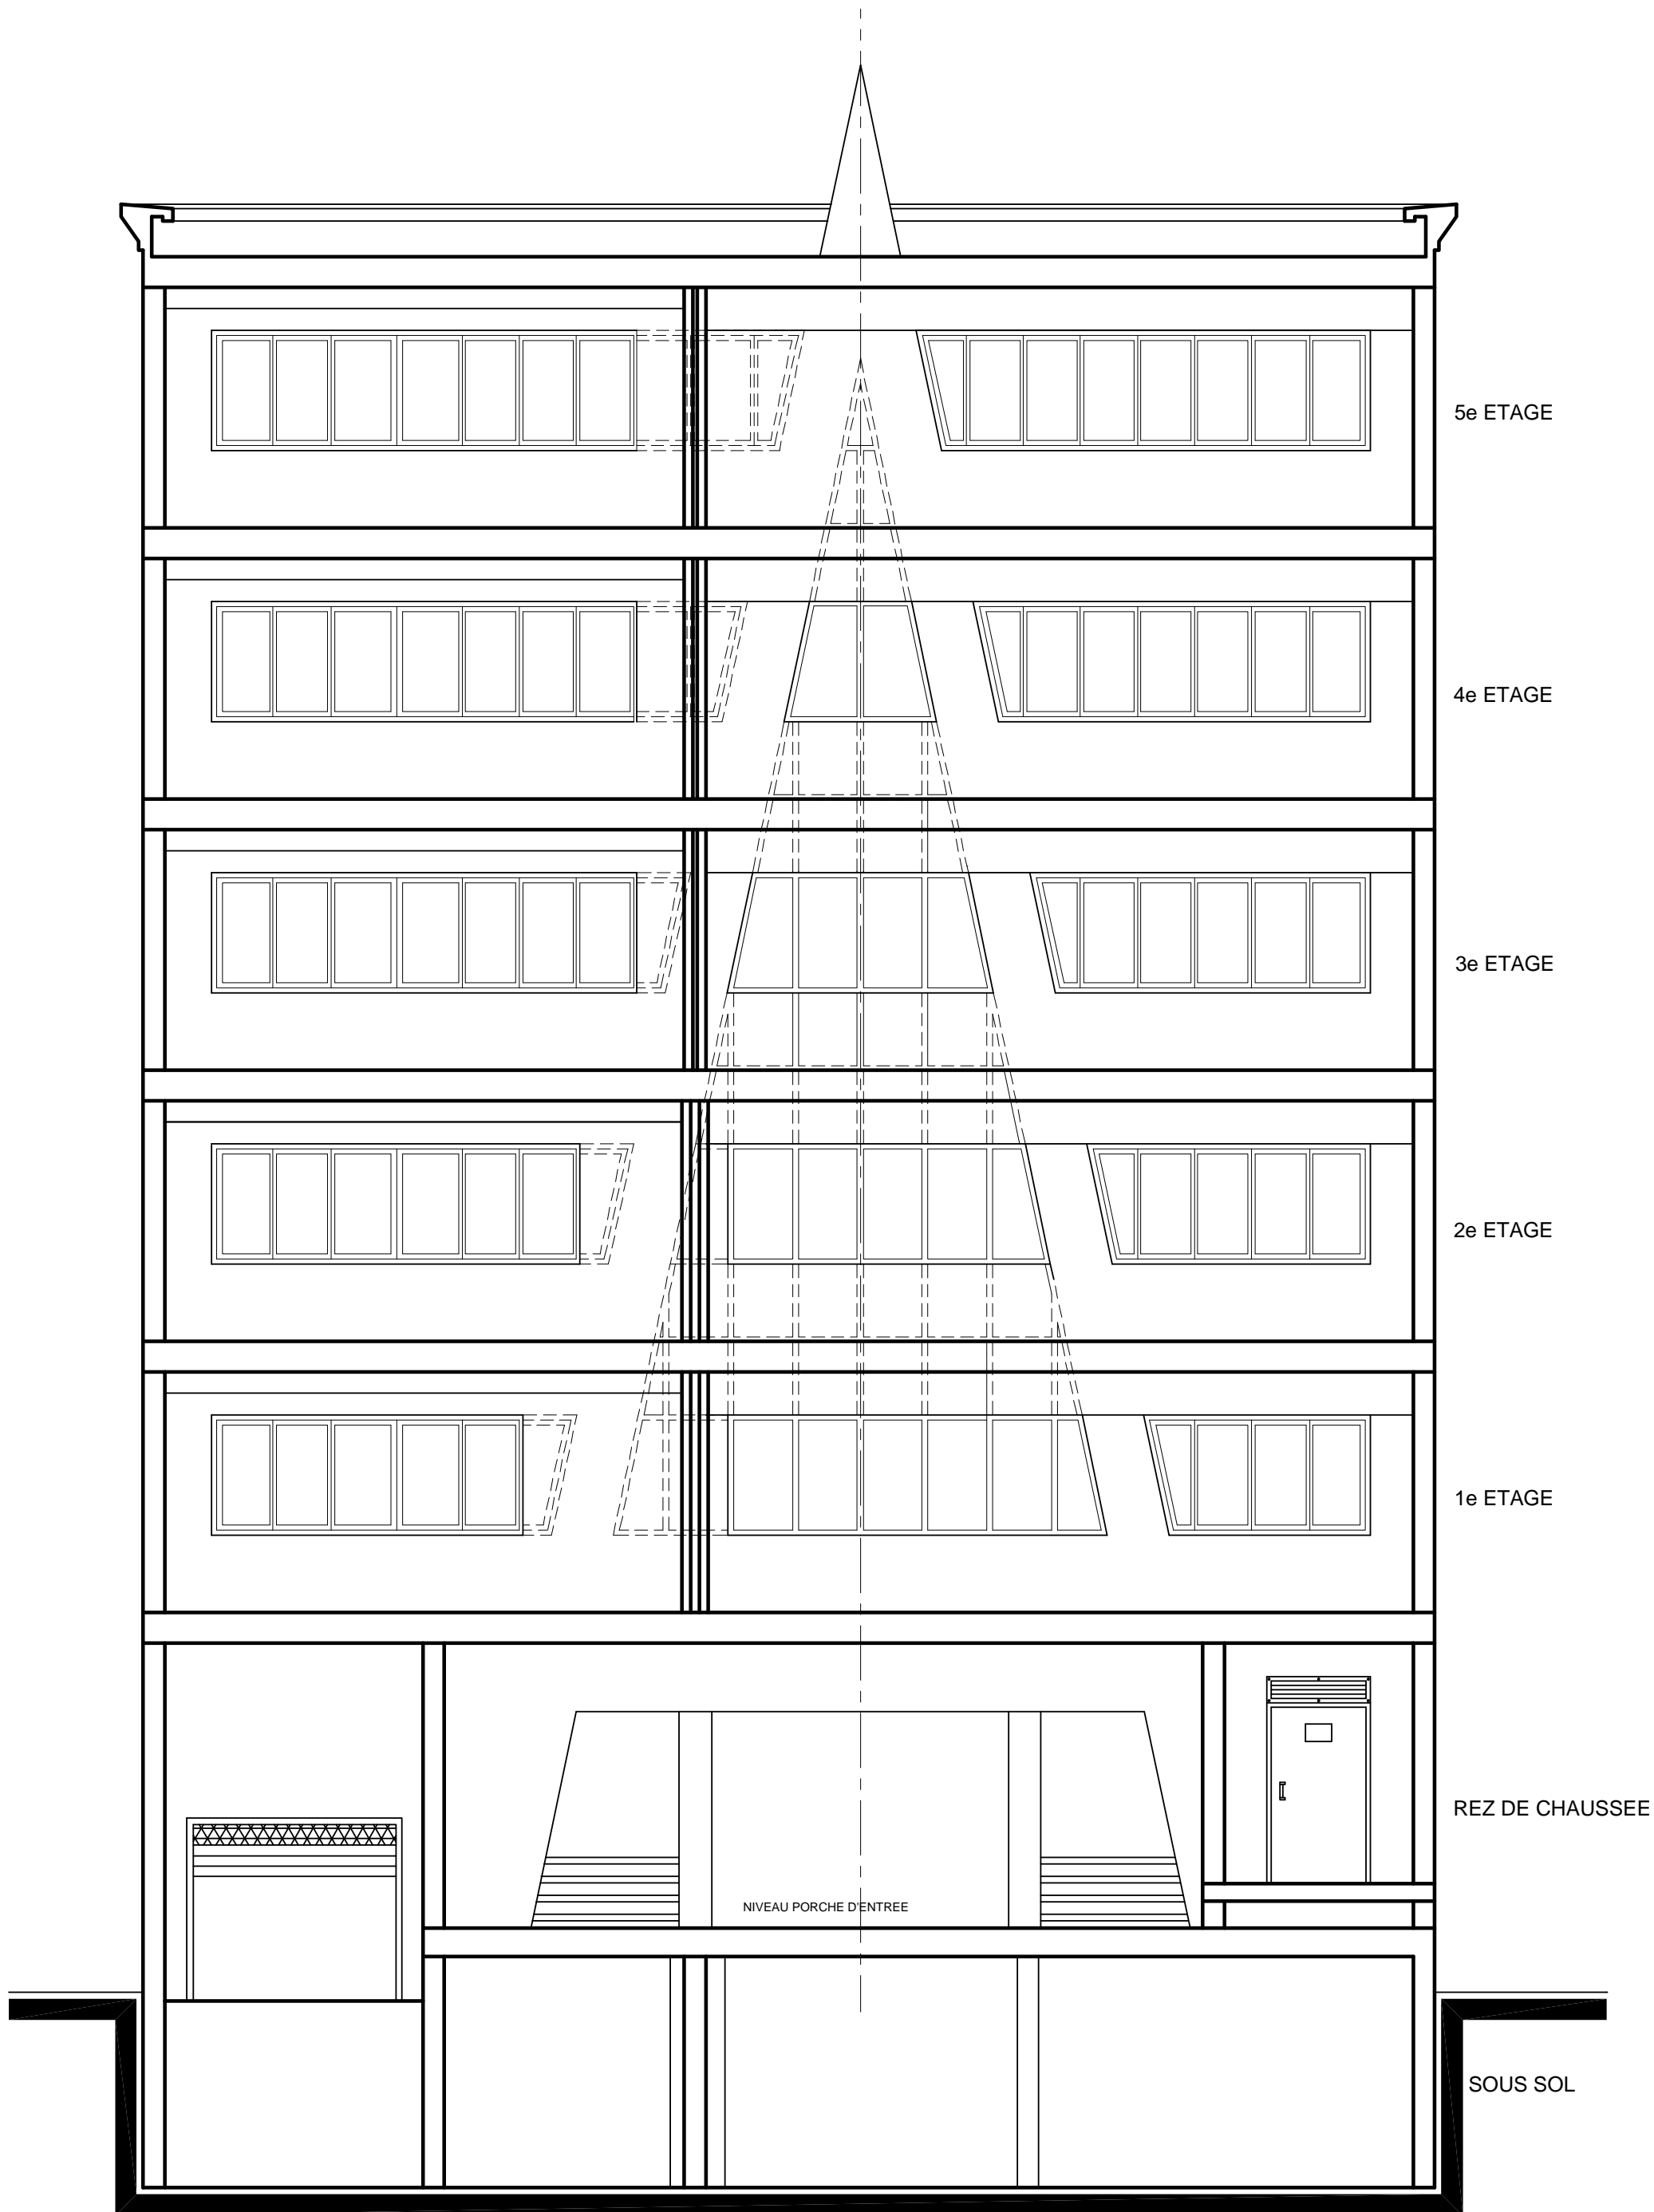 5e ETAGE
4e ETAGE
3e ETAGE
2e ETAGE
1e ETAGE
REZ DE CHAUSSEE
NIVEAU PORCHE D'ENTREE
SOUS SOL